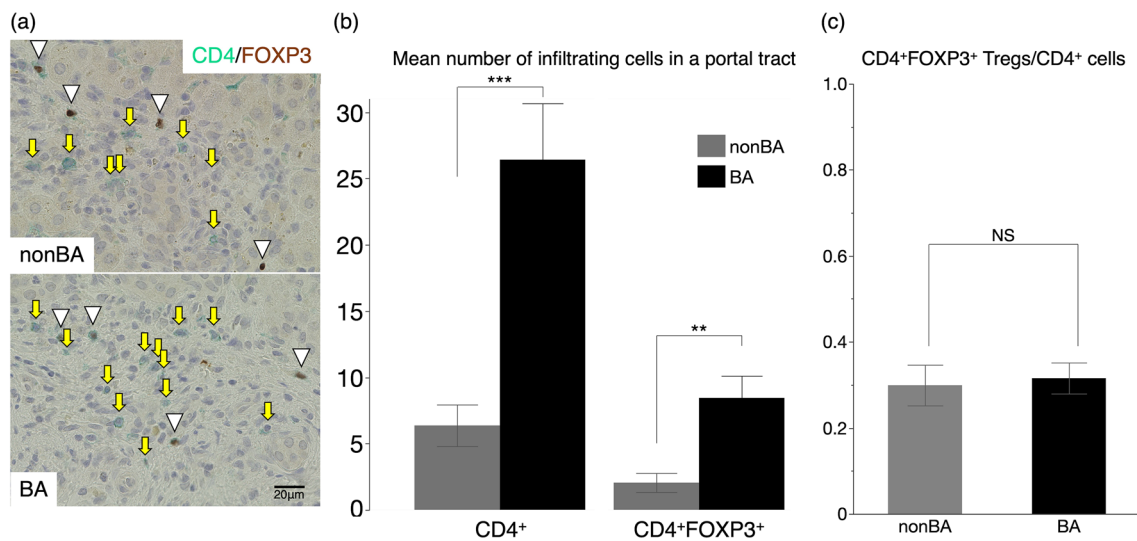 (a)
CD4/FOXP3
nonBA
BA
20μm
(b)
Mean number of infiltrating cells in a portal tract
***
**
nonBA
BA
30
25
20
15
10
5
0
CD4⁺
CD4⁺FOXP3⁺
(c)
CD4⁺FOXP3⁺ Tregs/CD4⁺ cells
1.0
0.8
0.6
0.4
0.2
0
NS
nonBA
BA